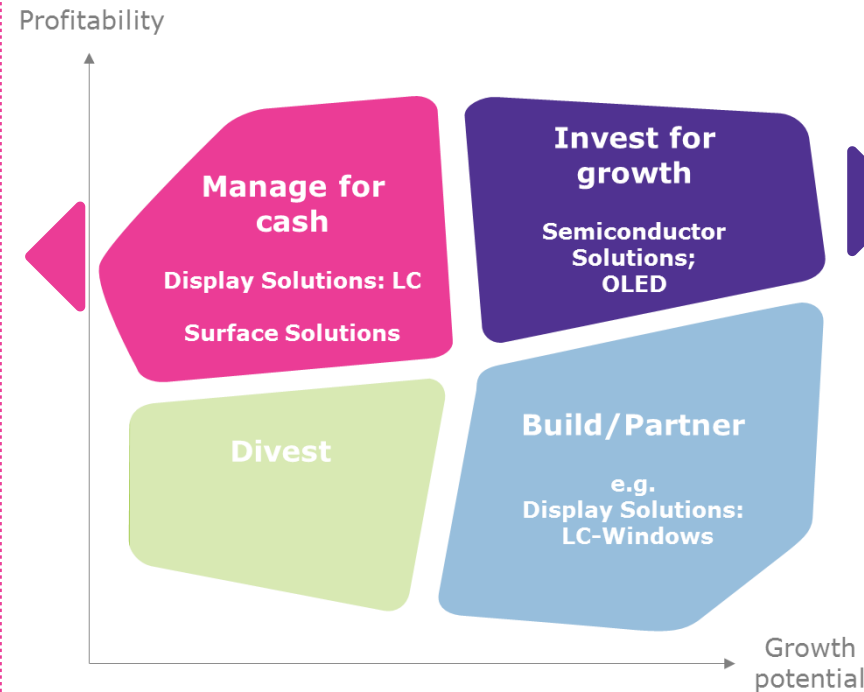 Profitability
Manage for
cash
Display Solutions: LC
Surface Solutions
Invest for
growth
Semiconductor
Solutions;
OLED
Divest
Build/Partner
e.g.
Display Solutions:
LC-Windows
Growth
potential